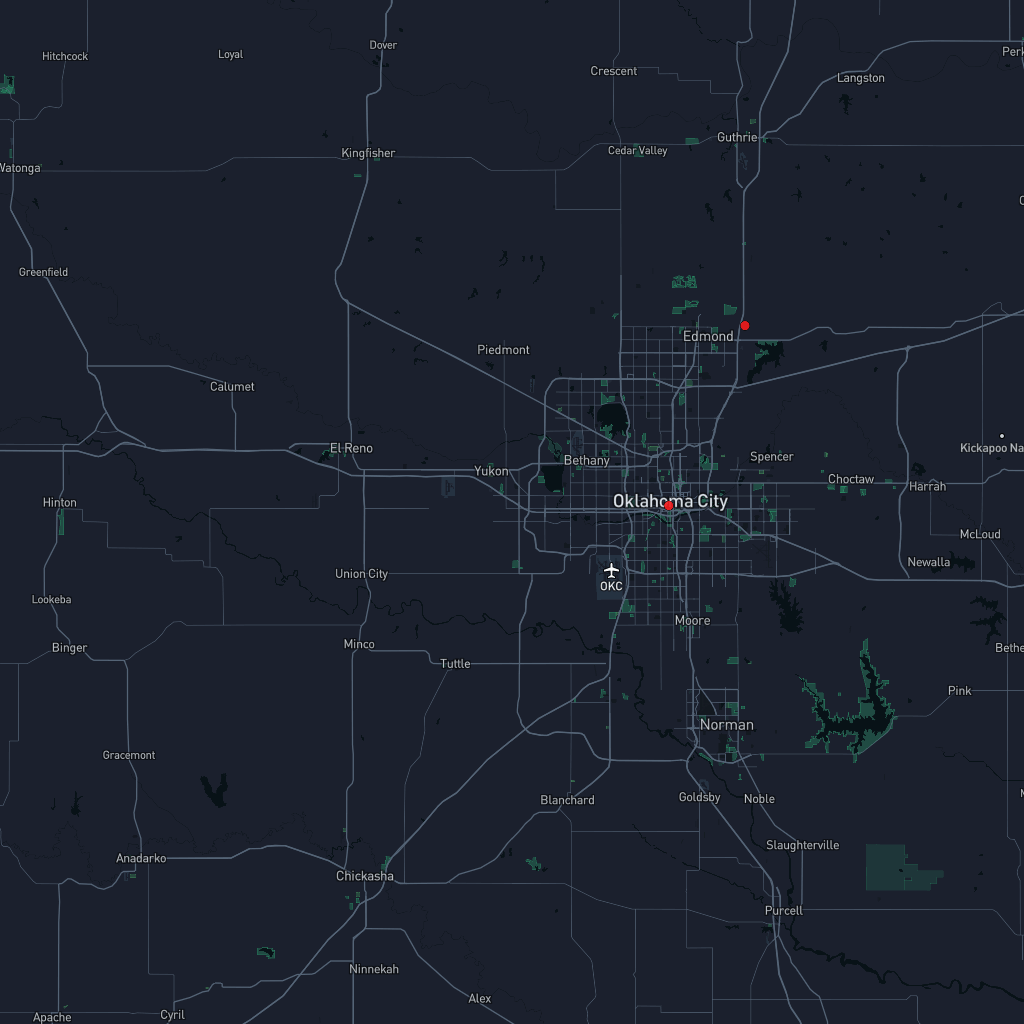 Dover
Hitchcock
Loyal
Perk
Crescent
Langston
Guthrie
Cedar Valley
Kingfisher
Watonga
Greenfield
Edmond
Piedmont
Calumet
El Reno
Kickapoo Na
Bethany
Spencer
Yukon
Choctaw
Harrah
Hinton
Oklahoma City
McLoud
Newalla
Union City
OKC
Lookeba
Moore
Minco
Binger
Bethe
Tuttle
Pink
Norman
Gracemont
Goldsby
Noble
Blanchard
Slaughterville
Anadarko
Chickasha
Purcell
Ninnekah
Alex
Cyril
Apache